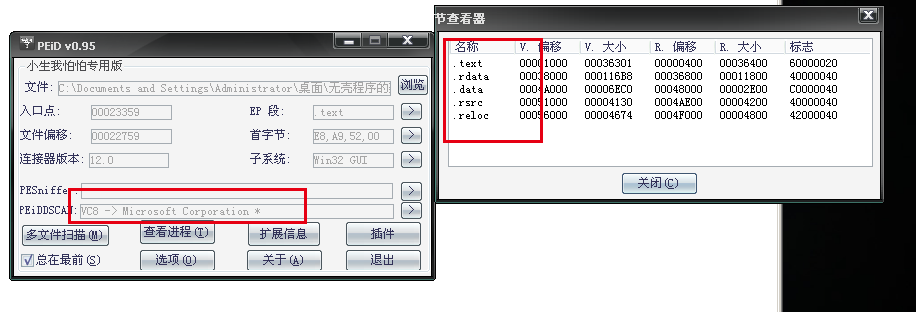 PEiD v0.95
小生我怕怕专用版
文件: C:\Documents and Settings\Administrator\桌面\无壳程序的
浏览
入口点: 00023359
EP 段: .text >
文件偏移: 00022759
首字节: E8,A9,52,00 >
连接器版本: 12.0
子系统: Win32 GUI >
PESniffer: >
PEiDDSCAN: VC8 -> Microsoft Corporation * >
多文件扫描(M) 查看进程(T) 扩展信息 插件
总在最前(S) 选项(O) 关于(A) 退出
节查看器
名称 V. 偏移 V. 大小 R. 偏移 R. 大小 标志
.text 00001000 00036301 00000400 00036400 60000020
.rdata 00038000 000116B8 00036800 00011800 40000040
.data 0004A000 00006EC0 00048000 00002E00 C0000040
.rsrc 00051000 00004130 0004AE00 00004200 40000040
.reloc 00056000 00004674 0004F000 00004800 42000040
关闭(C)